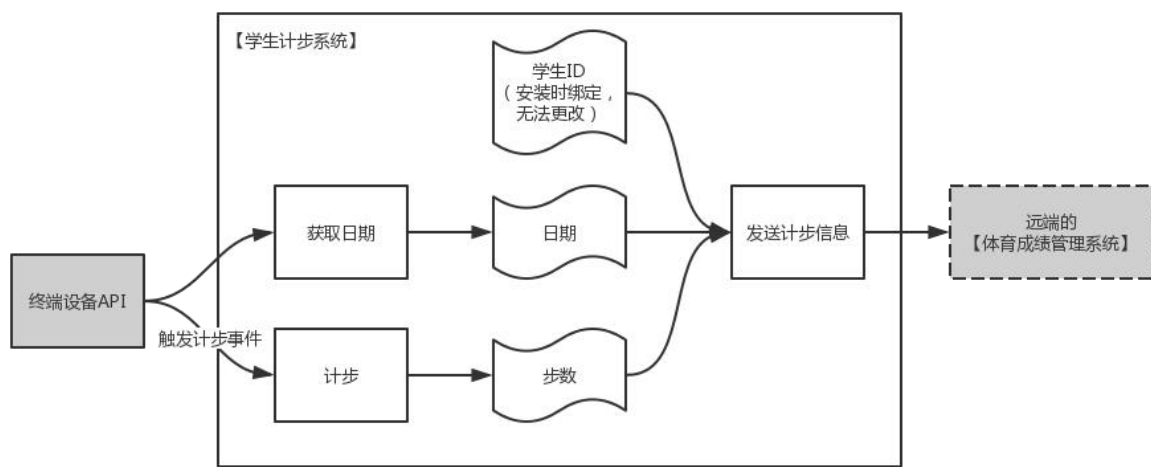 【学生计步系统】
学生ID
（安装时绑定，
无法更改）
获取日期
日期
发送计步信息
远端的
【体育成绩管理系统】
终端设备API
触发计步事件
计步
步数